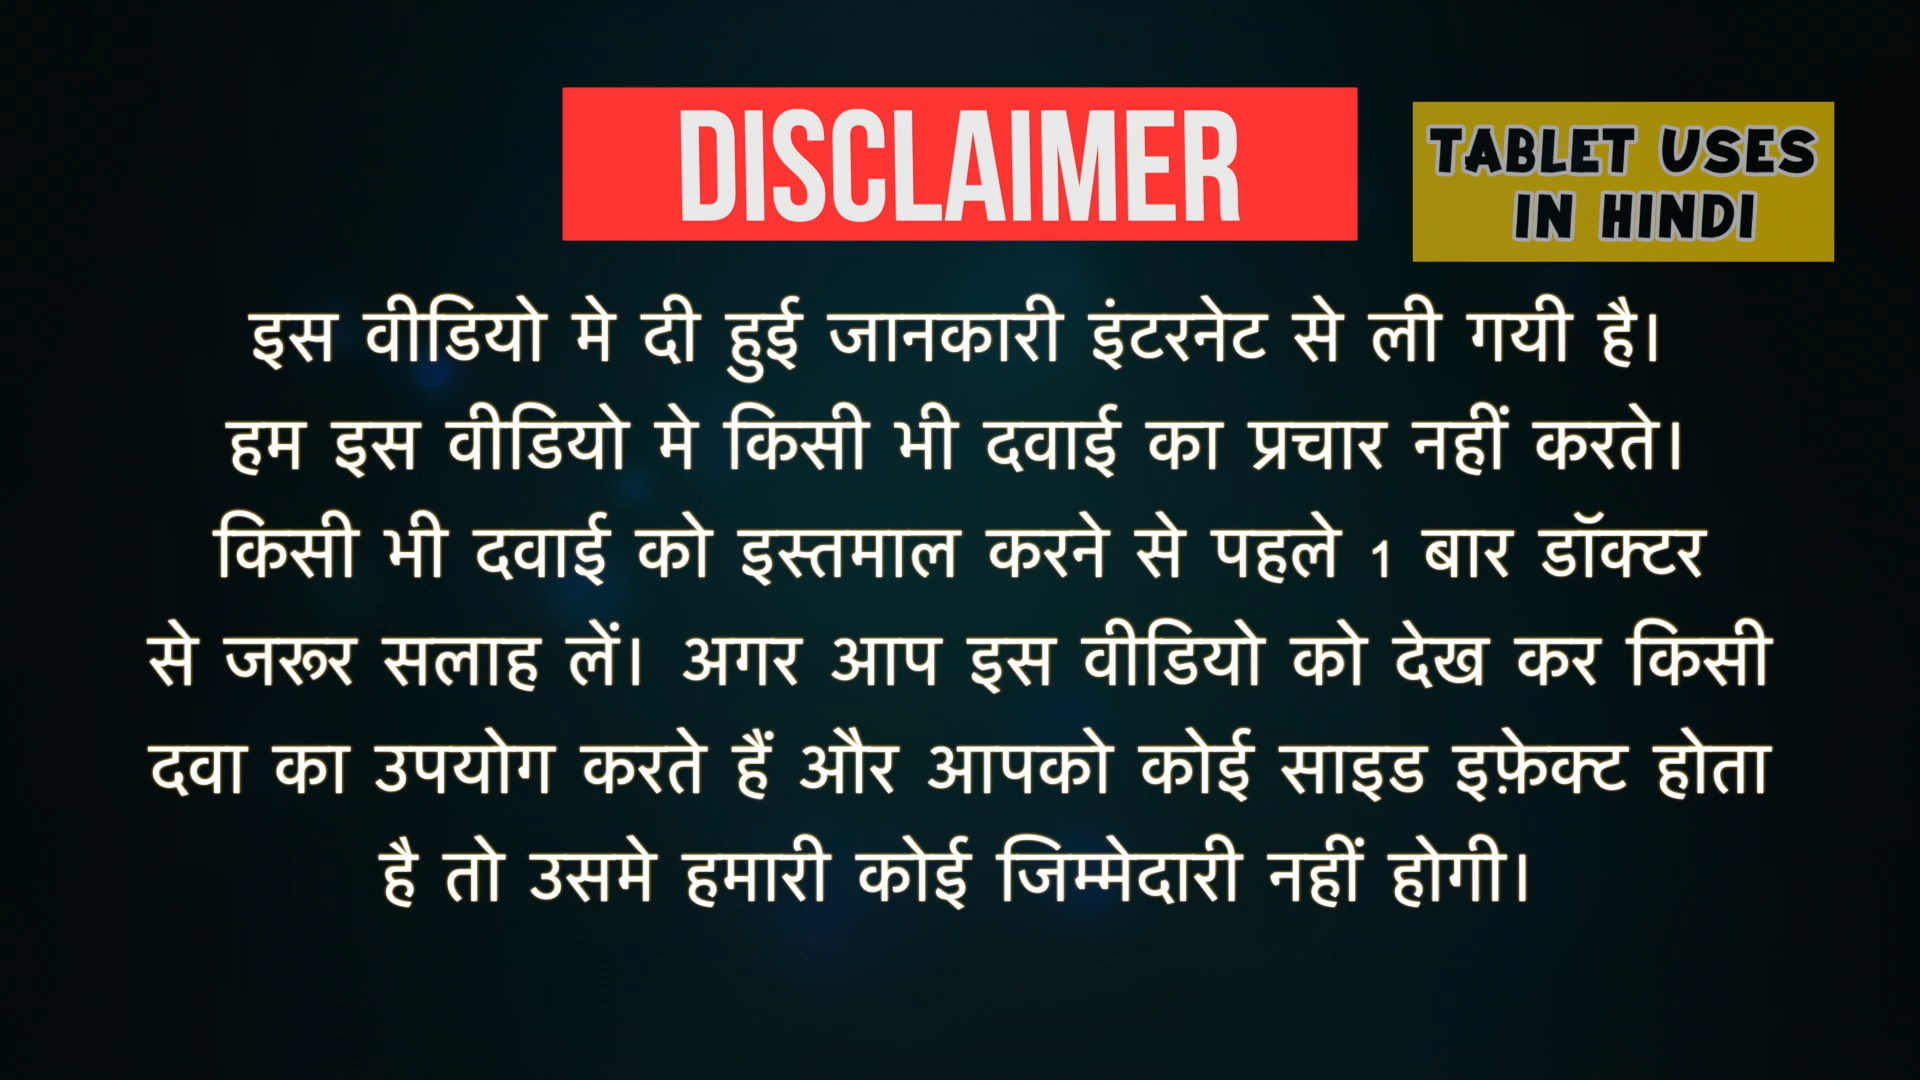 DISCLAIMER
TABLET USES
IN HINDI
इस वीडियो मे दी हुई जानकारी इंटरनेट से ली गयी है।
हम इस वीडियो मे किसी भी दवाई का प्रचार नहीं करते।
किसी भी दवाई को इस्तमाल करने से पहले 1 बार डॉक्टर
से जरूर सलाह लें। अगर आप इस वीडियो को देख कर किसी
दवा का उपयोग करते हैं और आपको कोई साइड इफ़ेक्ट होता
है तो उसमे हमारी कोई जिम्मेदारी नहीं होगी।